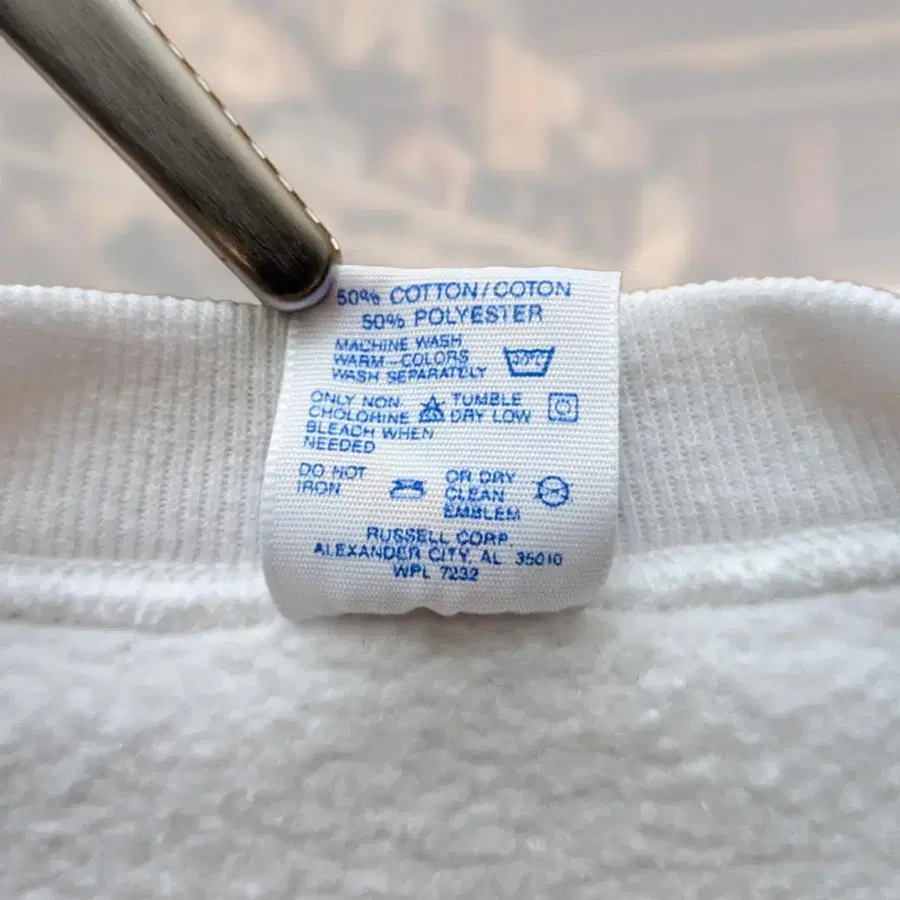 50% COTTON/COTON
50% POLYESTER
MACHINE WASH
WARM-COLORS
WASH SEPARATELY
ONLY NON
CHOLORINE
BLEACH WHEN
NEEDED
TUMBLE
DRY LOW
DO NOT
IRON
OR DRY
CLEAN
EMBLEM
RUSSELL CORP
ALEXANDER CITY, AL 35010
WPL 7232